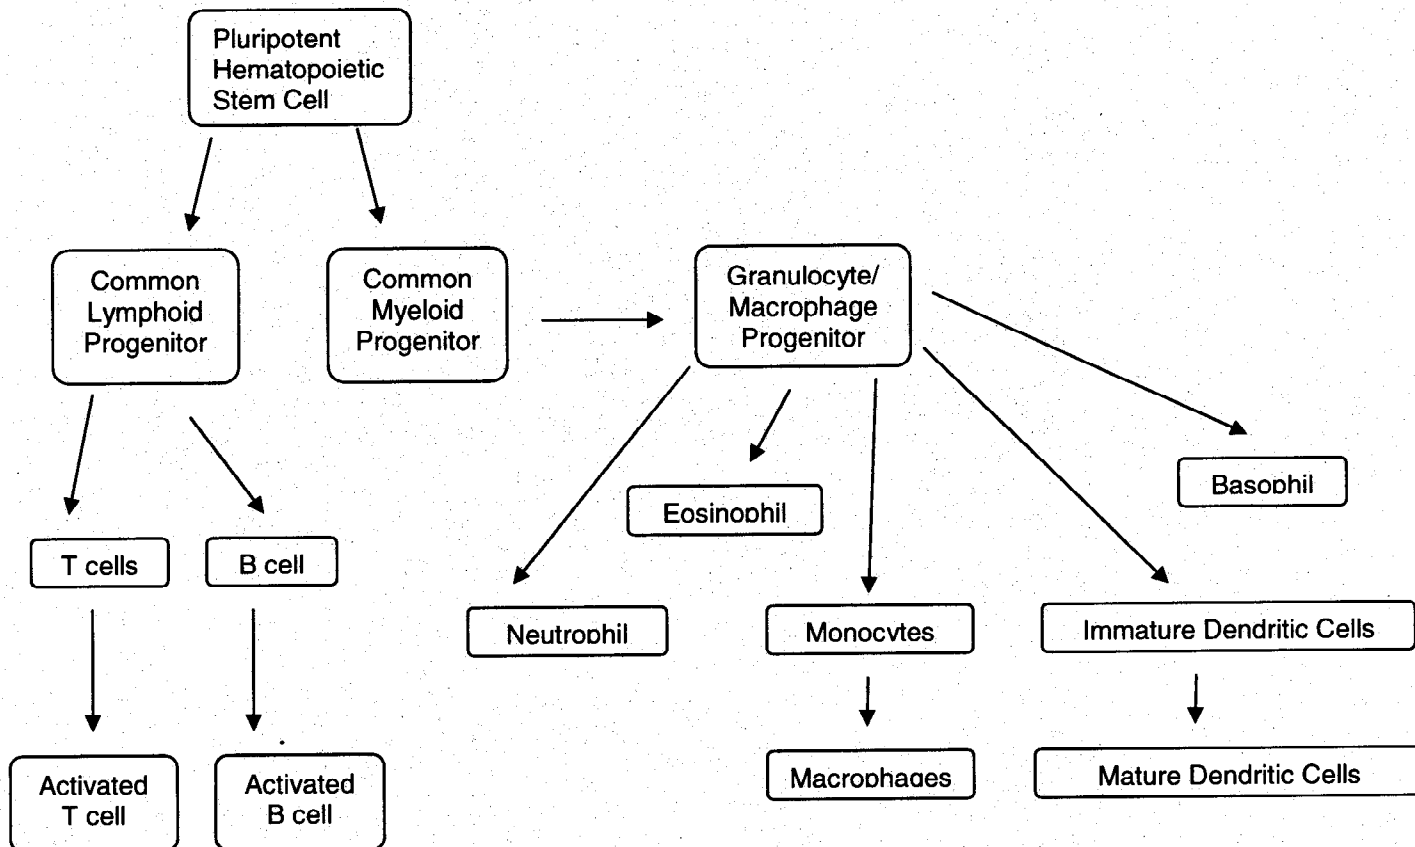 Pluripotent
Hematopoietic
Stem Cell
Common
Lymphoid
Progenitor
Common
Myeloid
Progenitor
Granulocyte/
Macrophage
Progenitor
Basophil
Eosinophil
T cells
B cell
Neutrophil
Monocytes
Immature Dendritic Cells
Activated
T cell
Activated
B cell
Macrophages
Mature Dendritic Cells